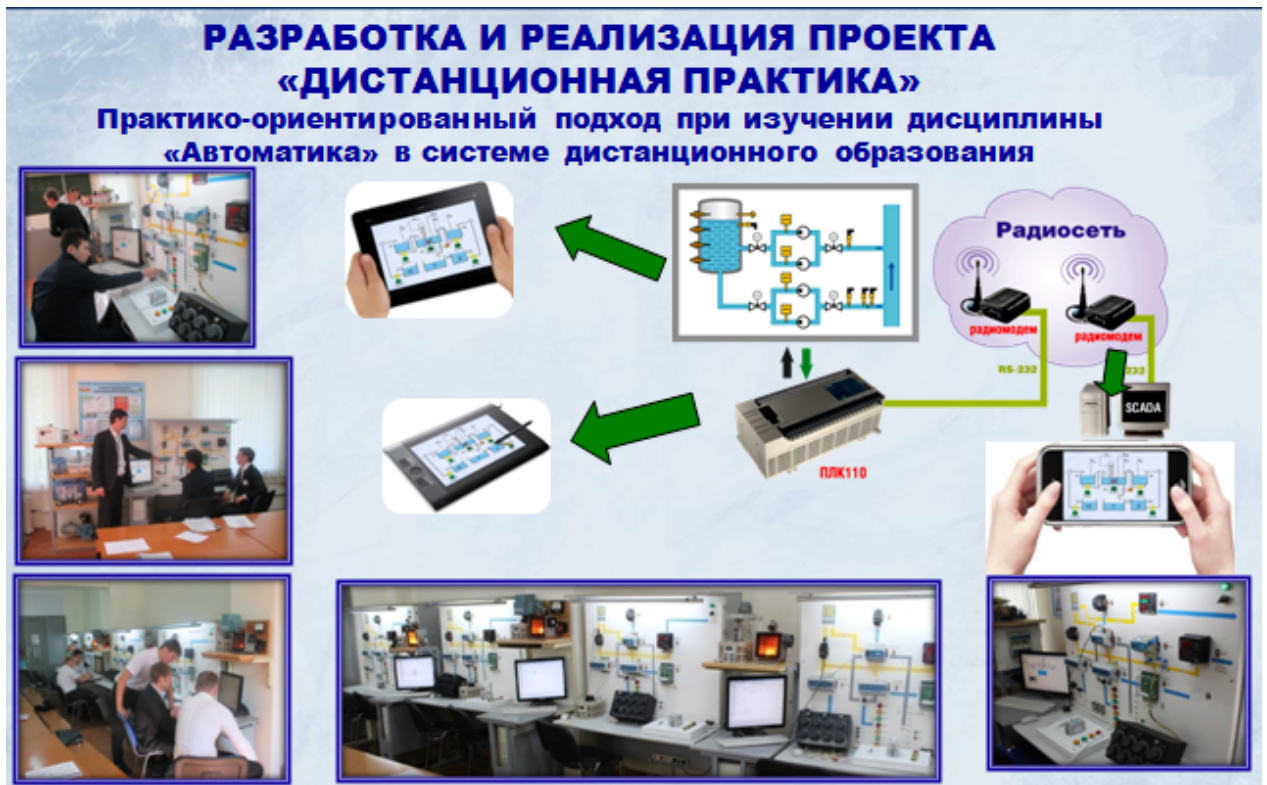 РАЗРАБОТКА И РЕАЛИЗАЦИЯ ПРОЕКТА
«ДИСТАНЦИОННАЯ ПРАКТИКА»
Практико-ориентированный подход при изучении дисциплины
«Автоматика» в системе дистанционного образования
Радиосеть
радиомодем
радиомодем
RS-232
232
SCADA
ПЛК110